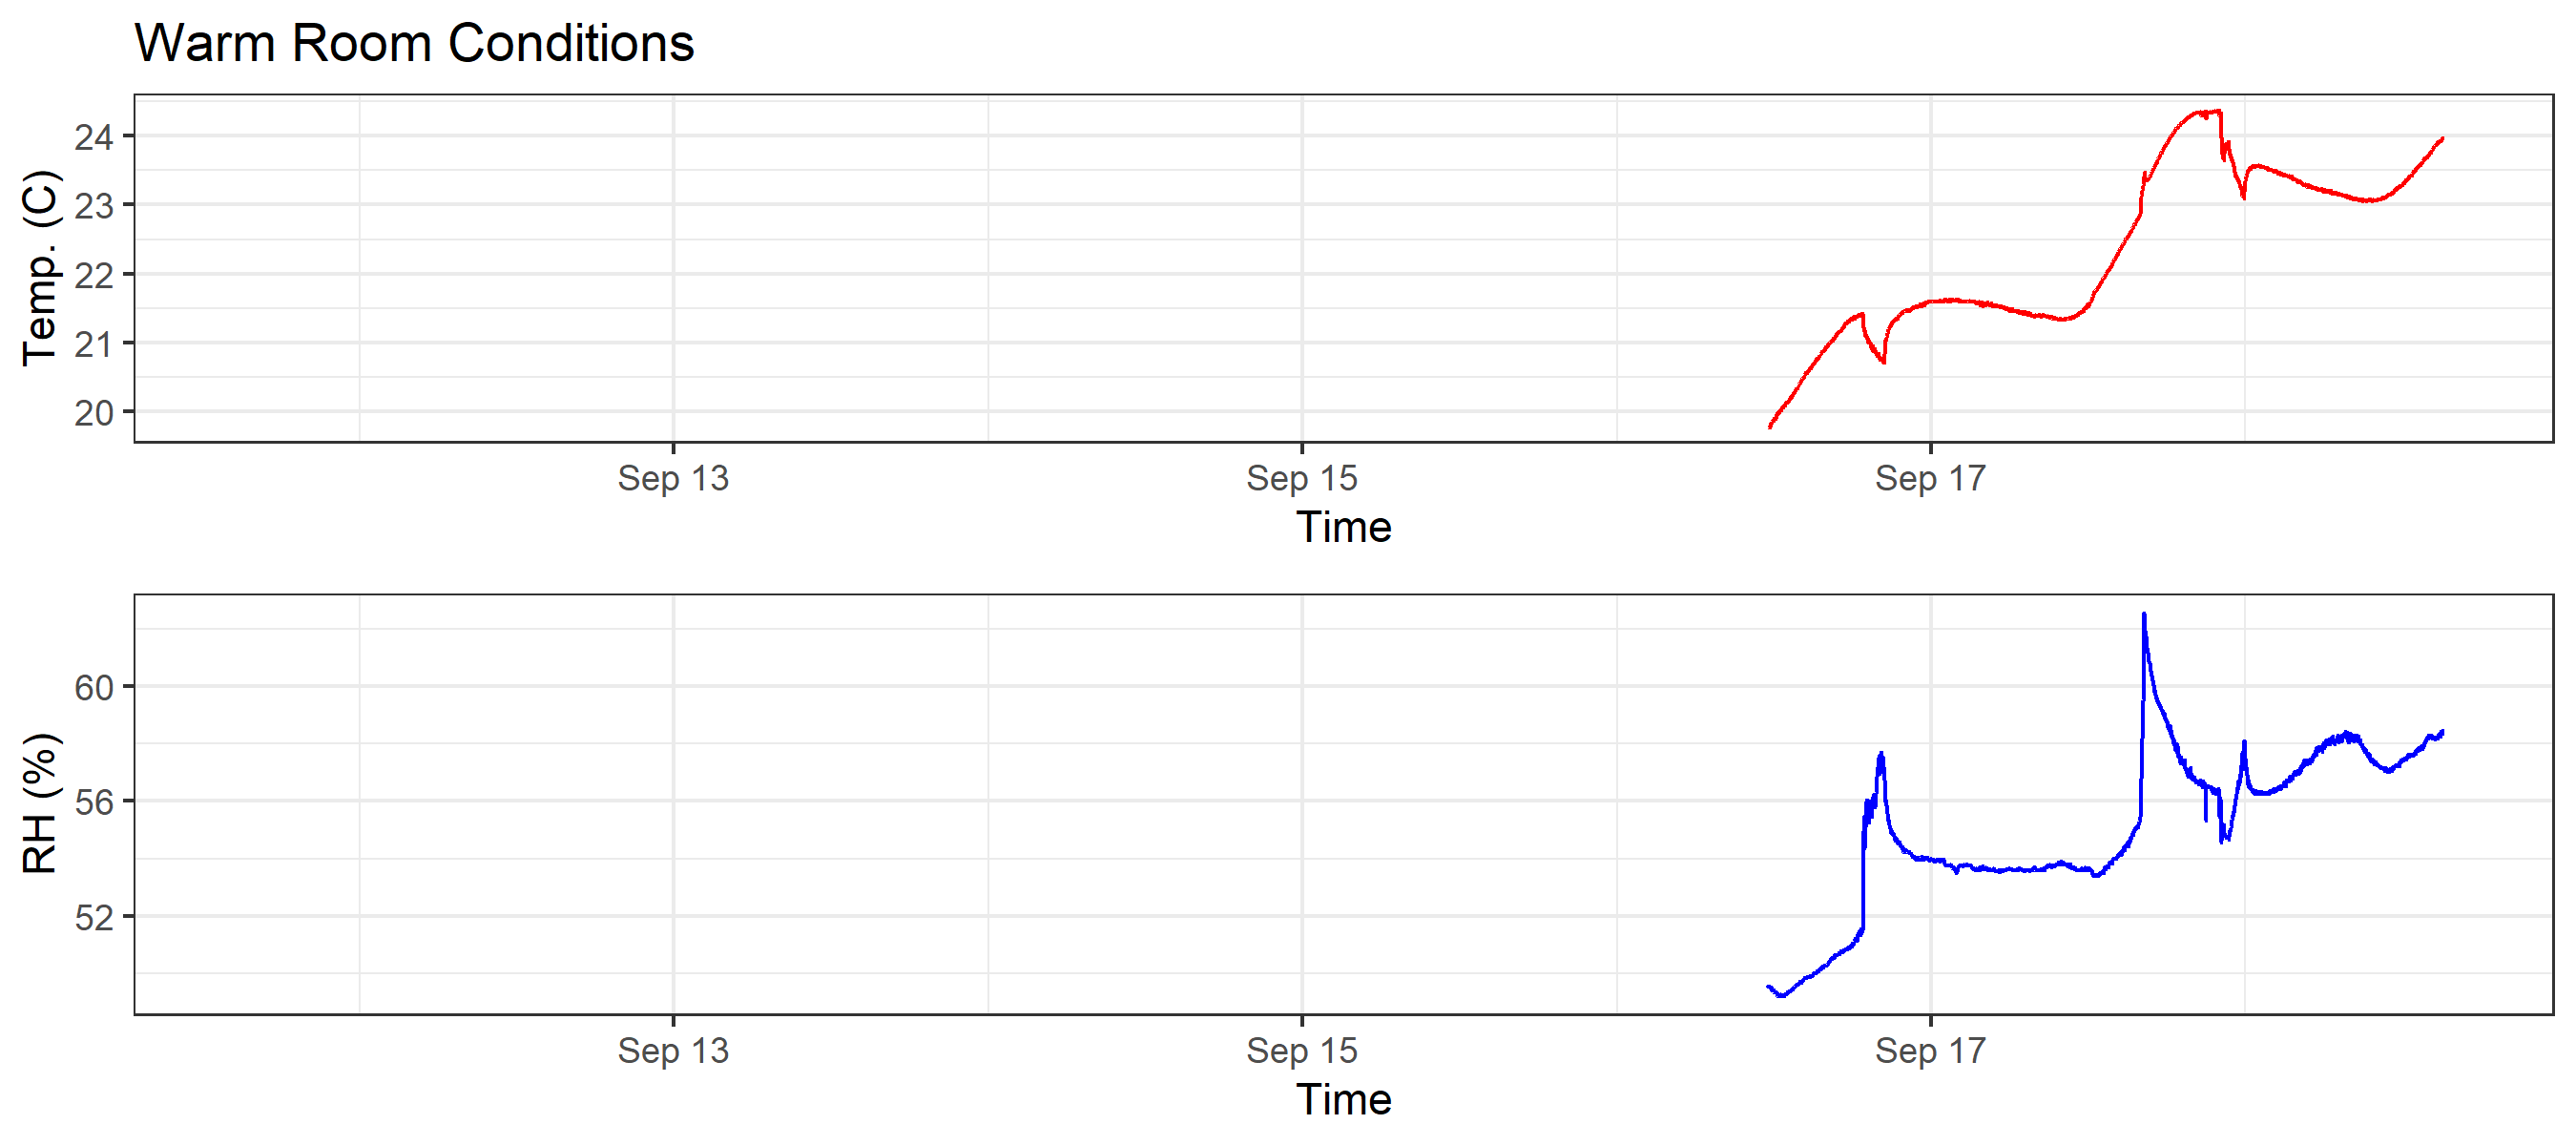 Warm Room Conditions
Temp. (C)
24
23
22
21
20
Sep 13 Sep 15 Sep 17
Time
RH (%)
60
56
52
Sep 13 Sep 15 Sep 17
Time